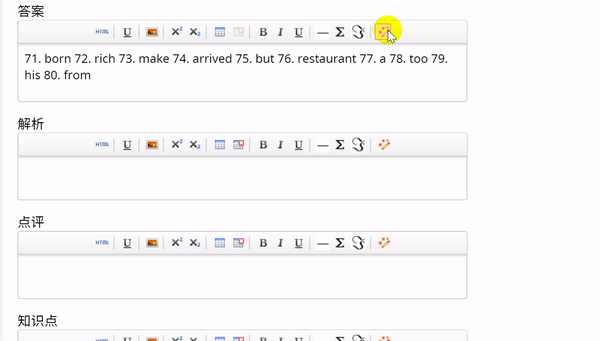 答案
HTML U X² X₂ B I U — Σ
71. born 72. rich 73. make 74. arrived 75. but 76. restaurant 77. a 78. too 79.
his 80. from
解析
HTML U X² X₂ B I U — Σ
点评
HTML U X² X₂ B I U — Σ
知识点